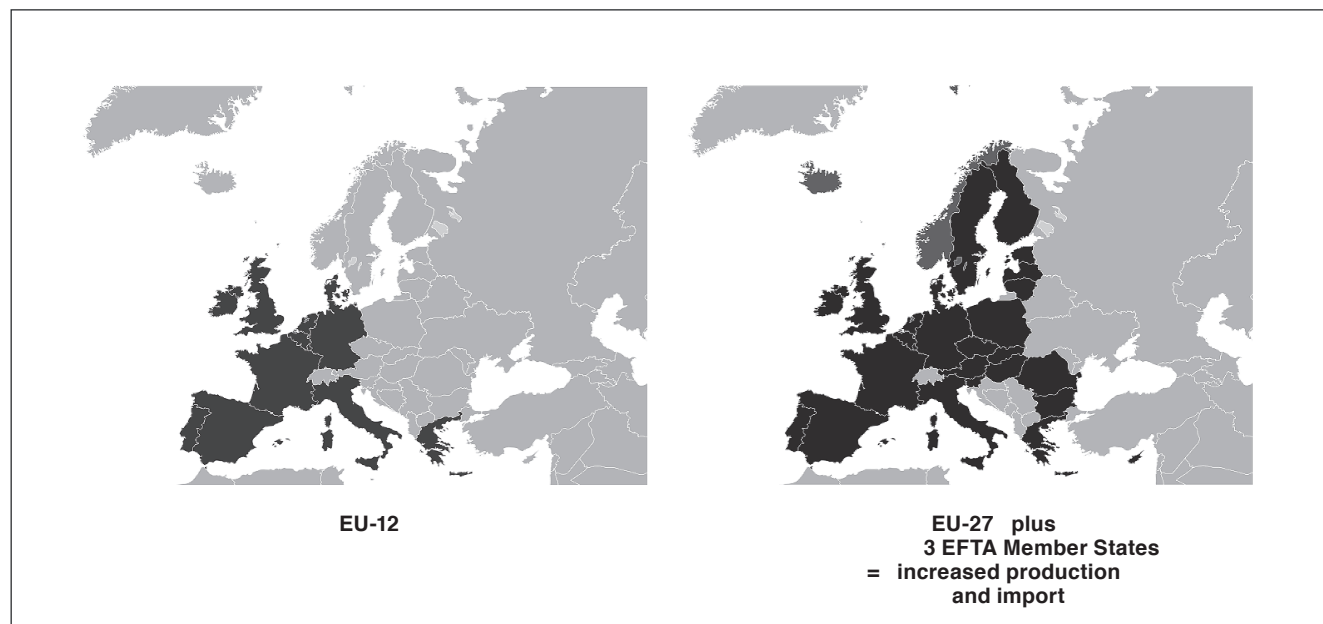 EU-12
EU-27 plus
3 EFTA Member States
= increased production
and import